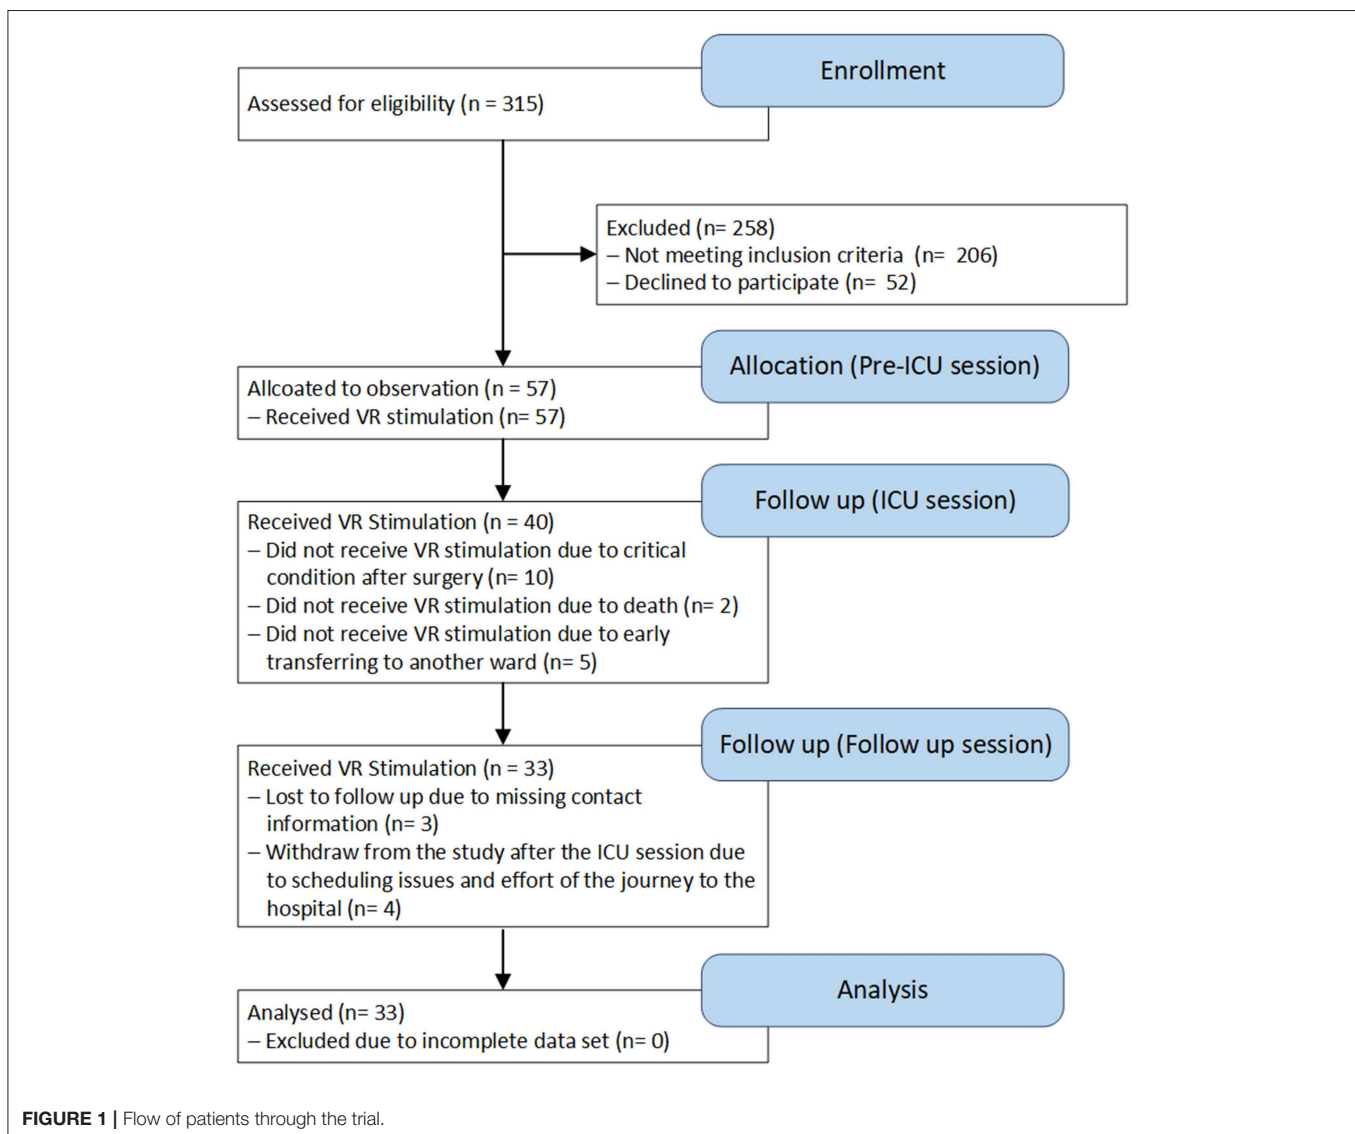 Enrollment
Assessed for eligibility (n = 315)
Excluded (n= 258)
– Not meeting inclusion criteria (n= 206)
– Declined to participate (n= 52)
Allocation (Pre-ICU session)
Allcoated to observation (n = 57)
– Received VR stimulation (n= 57)
Follow up (ICU session)
Received VR Stimulation (n = 40)
– Did not receive VR stimulation due to critical
condition after surgery (n= 10)
– Did not receive VR stimulation due to death (n= 2)
– Did not receive VR stimulation due to early
transferring to another ward (n= 5)
Follow up (Follow up session)
Received VR Stimulation (n = 33)
– Lost to follow up due to missing contact
information (n= 3)
– Withdraw from the study after the ICU session due
to scheduling issues and effort of the journey to the
hospital (n= 4)
Analysis
Analysed (n= 33)
– Excluded due to incomplete data set (n= 0)
FIGURE 1 | Flow of patients through the trial.